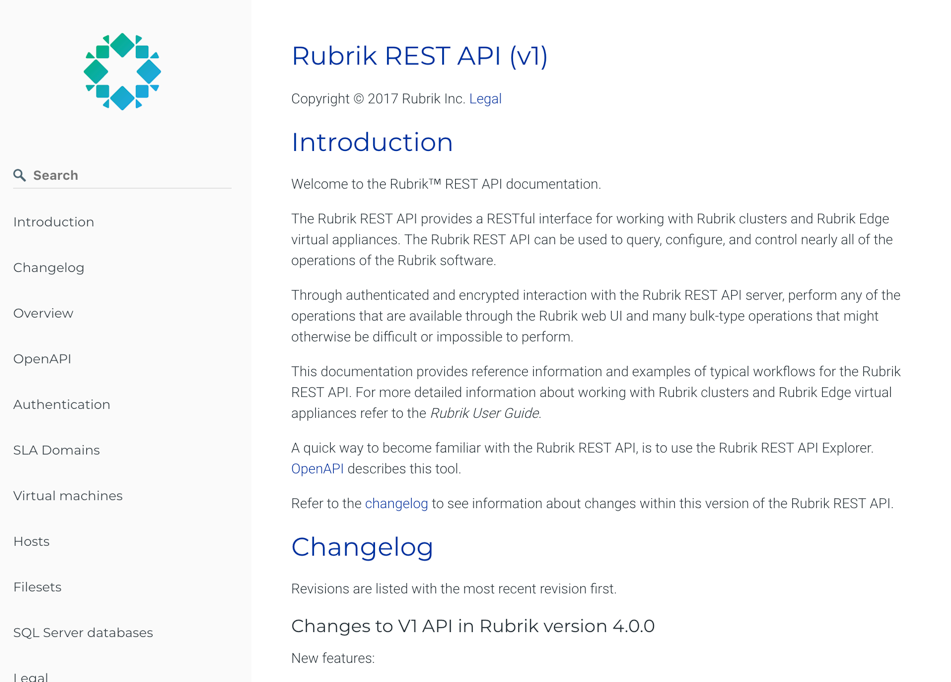 Search
Introduction
Changelog
Overview
OpenAPI
Authentication
SLA Domains
Virtual machines
Hosts
Filesets
SQL Server databases
Legal
Rubrik REST API (v1)
Copyright © 2017 Rubrik Inc. Legal
Introduction
Welcome to the Rubrik™ REST API documentation.
The Rubrik REST API provides a RESTful interface for working with Rubrik clusters and Rubrik Edge
virtual appliances. The Rubrik REST API can be used to query, configure, and control nearly all of the
operations of the Rubrik software.
Through authenticated and encrypted interaction with the Rubrik REST API server, perform any of the
operations that are available through the Rubrik web UI and many bulk-type operations that might
otherwise be difficult or impossible to perform.
This documentation provides reference information and examples of typical workflows for the Rubrik
REST API. For more detailed information about working with Rubrik clusters and Rubrik Edge virtual
appliances refer to the Rubrik User Guide.
A quick way to become familiar with the Rubrik REST API, is to use the Rubrik REST API Explorer.
OpenAPI describes this tool.
Refer to the changelog to see information about changes within this version of the Rubrik REST API.
Changelog
Revisions are listed with the most recent revision first.
Changes to V1 API in Rubrik version 4.0.0
New features: